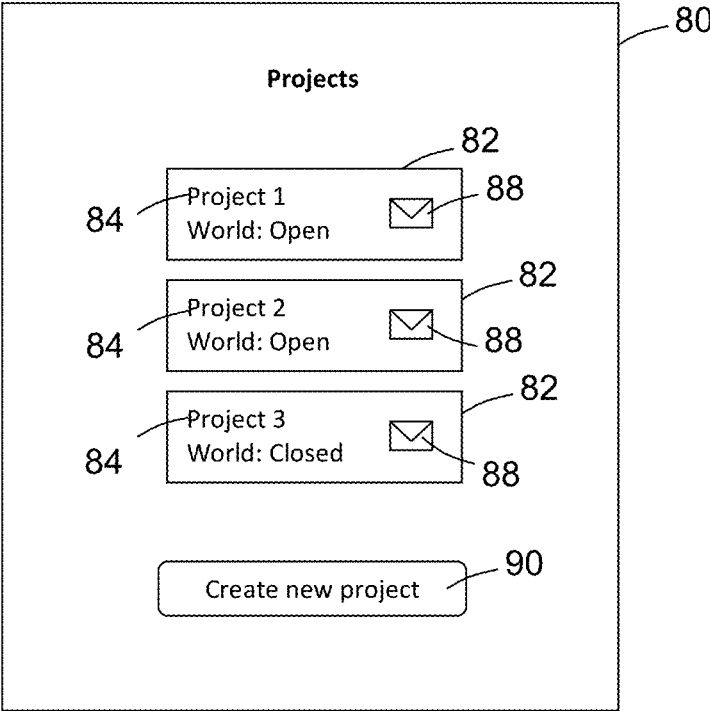 80
Projects
82
84
Project 1
88
World: Open
82
84
Project 2
88
World: Open
82
84
Project 3
88
World: Closed
90
Create new project